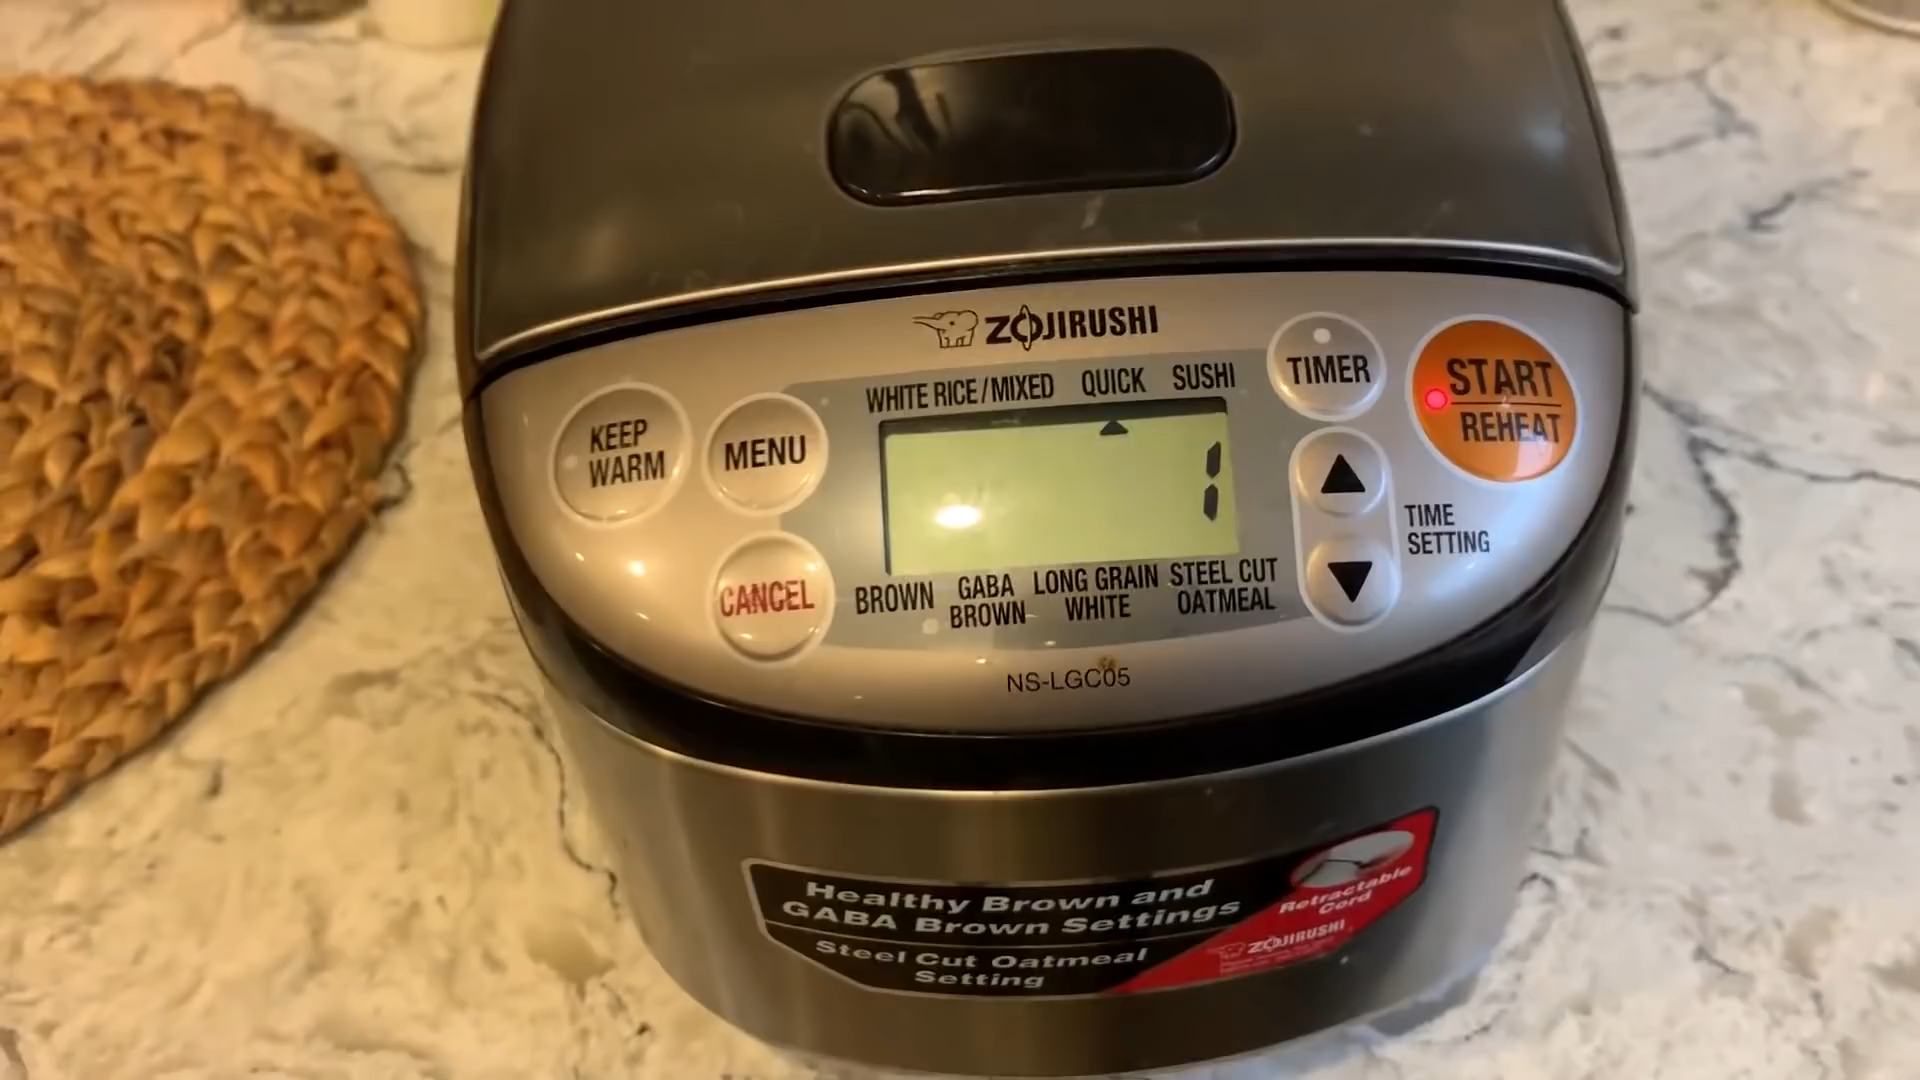 ZOJIRUSHI
WHITE RICE/MIXED QUICK SUSHI
TIMER
START
REHEAT
KEEP
WARM
MENU
1
TIME
SETTING
CANCEL
BROWN
GABA
BROWN
LONG GRAIN
WHITE
STEEL CUT
OATMEAL
NS-LGC05
Healthy Brown and
GABA Brown Settings
Steel Cut Oatmeal
Setting
Retractable
Cord
ZOJIRUSHI